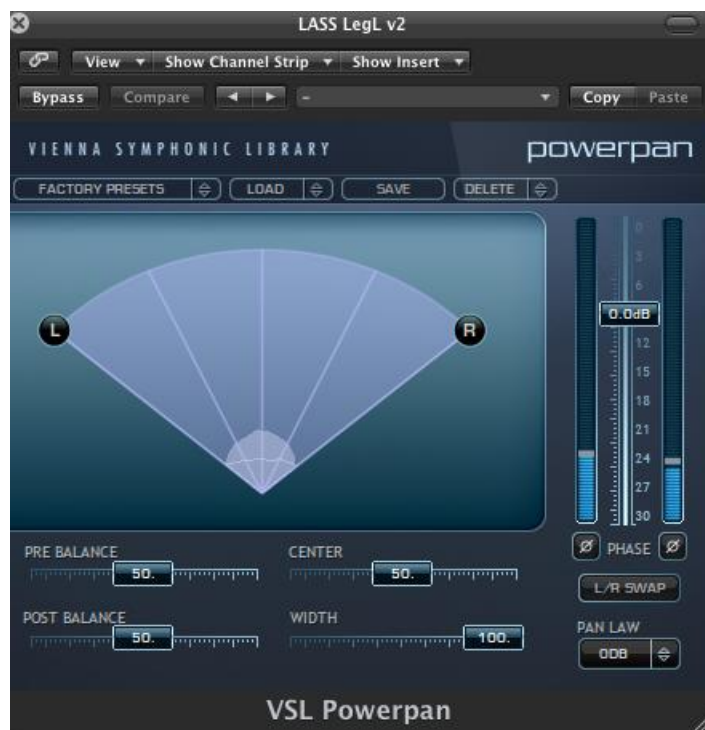 LASS LegL v2
View Show Channel Strip Show Insert
Bypass Compare - Copy Paste
VIENNA SYMPHONIC LIBRARY powerpan
FACTORY PRESETS LOAD SAVE DELETE
L R
0
3
6
0.0dB
12
15
18
21
24
27
30
Ø PHASE Ø
L/R SWAP
PAN LAW
0DB
PRE BALANCE CENTER
50. 50.
POST BALANCE WIDTH
50. 100.
VSL Powerpan